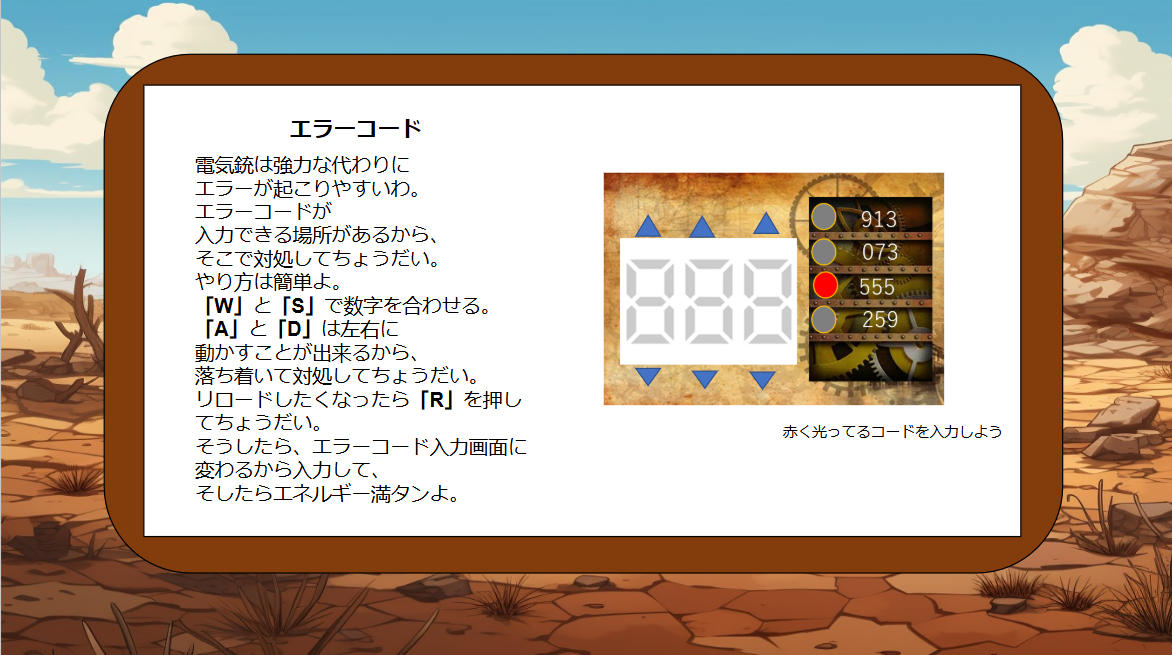 エラーコード
電気銃は強力な代わりに
エラーが起こりやすいわ。
エラーコードが
入力できる場所があるから、
そこで対処してちょうだい。
やり方は簡単よ。
「W」と「S」で数字を合わせる。
「A」と「D」は左右に
動かすことが出来るから、
落ち着いて対処してちょうだい。
リロードしたくなったら「R」を押し
てちょうだい。
そうしたら、エラーコード入力画面に
変わるから入力して、
そしたらエネルギー満タンよ。
913
073
555
259
赤く光ってるコードを入力しよう